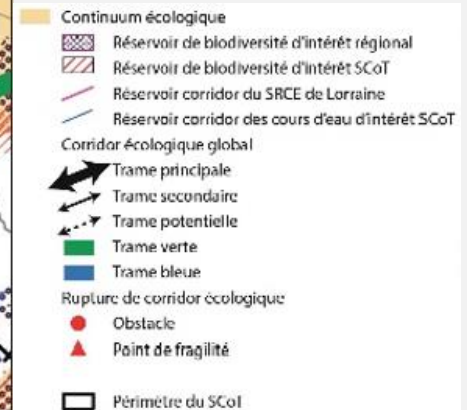 Continuum écologique
Réservoir de biodiversité d'intérêt régional
Réservoir de biodiversité d'intérêt SCoT
Réservoir corridor du SRCE de Lorraine
Réservoir corridor des cours d'eau d'intérêt SCoT
Corridor écologique global
Trame principale
Trame secondaire
Trame potentielle
Trame verte
Trame bleue
Rupture de corridor écologique
Obstacle
Point de fragilité
Périmètre du SCoT